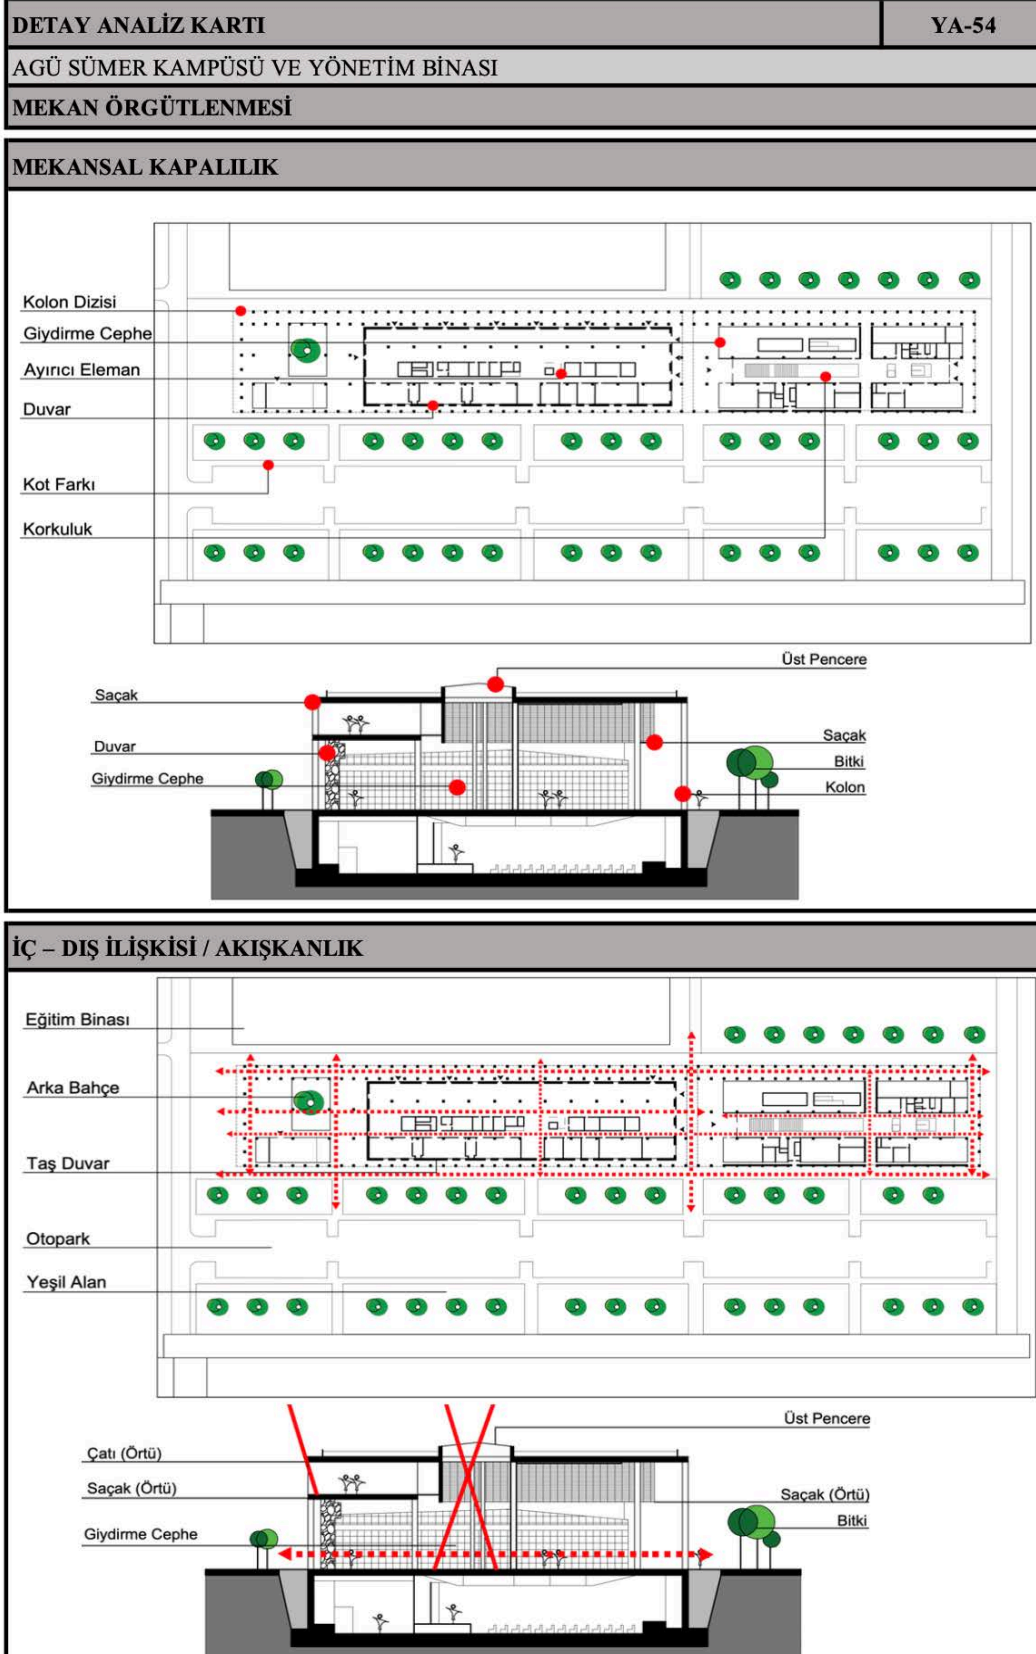 DETAY ANALİZ KARTI
YA-54
AGÜ SÜMER KAMPÜSÜ VE YÖNETİM BİNASI
MEKAN ÖRGÜTLENMESİ
MEKANSAL KAPALILIK
Kolon Dizisi
Giydirme Cephe
Ayırıcı Eleman
Duvar
Kot Farkı
Korkuluk
Üst Pencere
Saçak
Duvar
Giydirme Cephe
Saçak
Bitki
Kolon
İÇ – DIŞ İLİŞKİSİ / AKIŞKANLIK
Eğitim Binası
Arka Bahçe
Taş Duvar
Otopark
Yeşil Alan
Üst Pencere
Çatı (Örtü)
Saçak (Örtü)
Giydirme Cephe
Saçak (Örtü)
Bitki